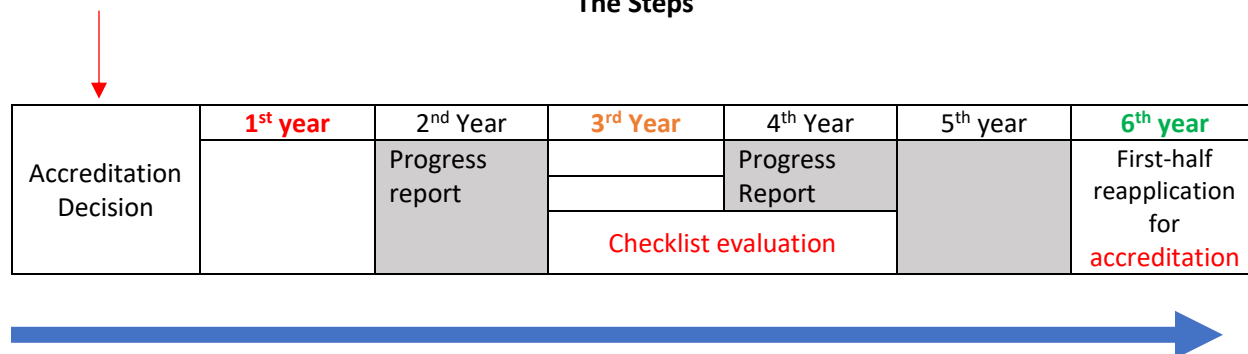 The Steps
1st year
2nd Year
3rd Year
4th Year
5th year
6th year
Accreditation
Decision
Progress
report
Progress
Report
Checklist evaluation
First-half
reapplication
for
accreditation